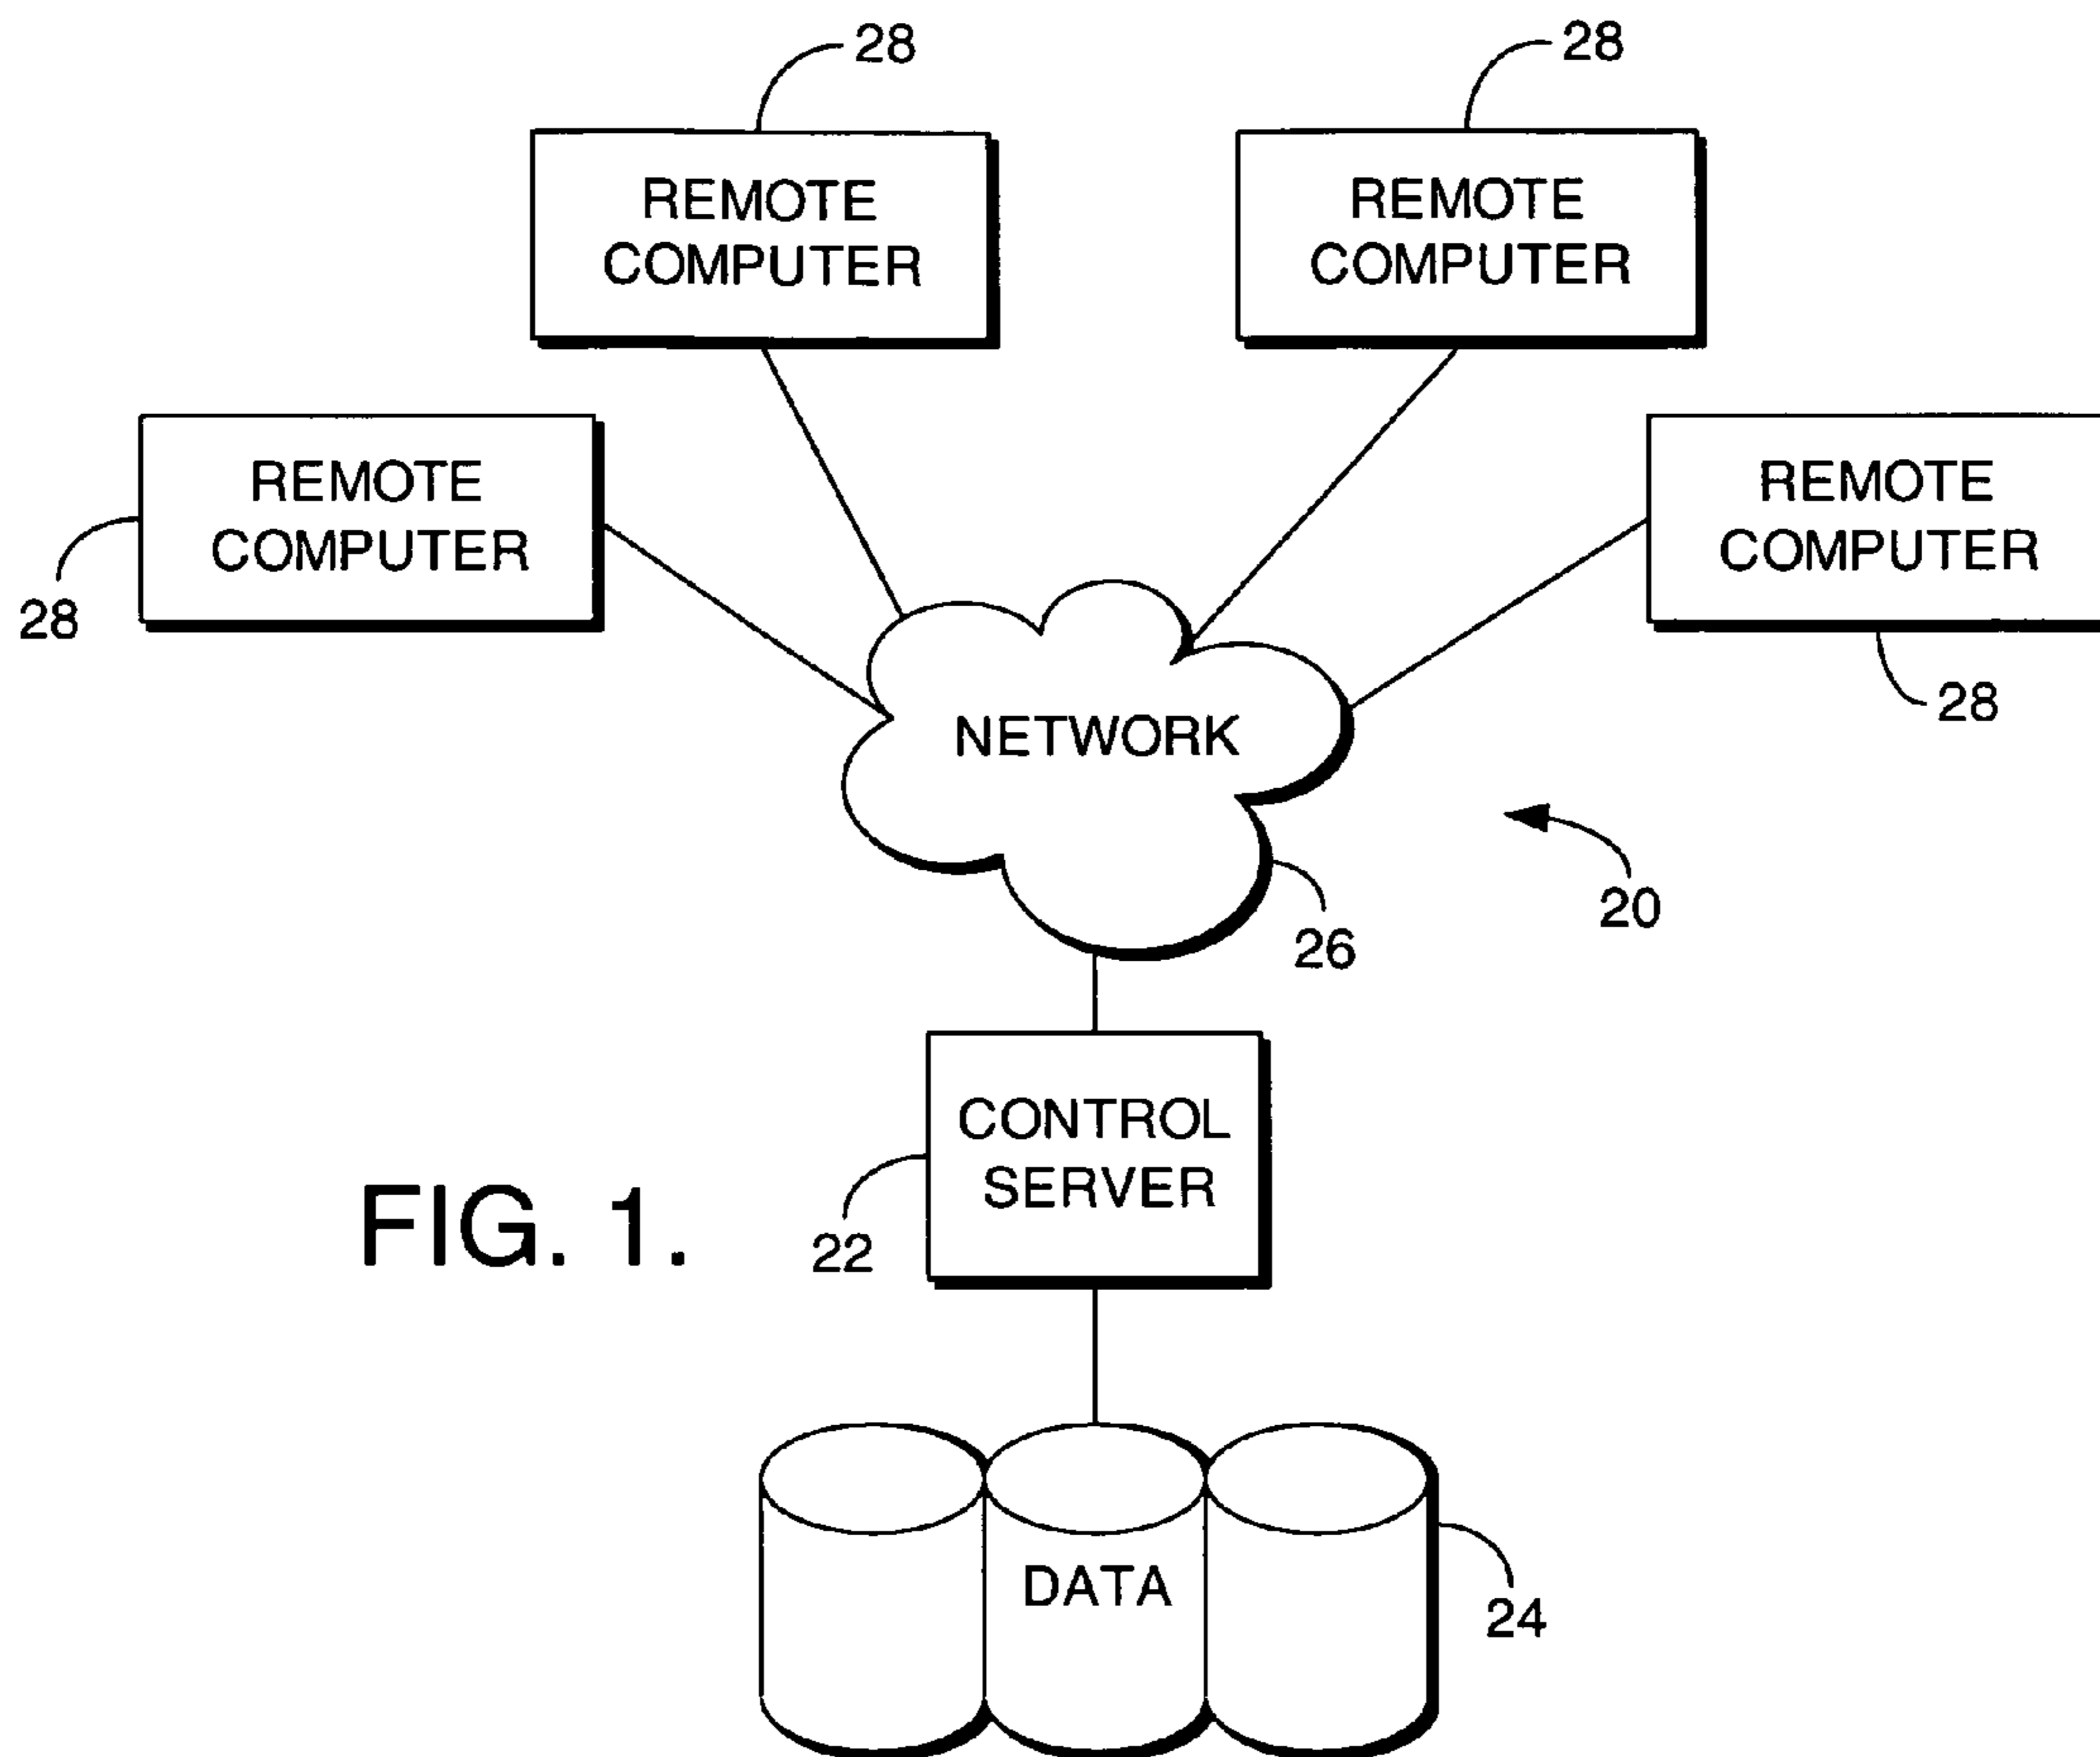 28
28
REMOTE
COMPUTER
REMOTE
COMPUTER
REMOTE
COMPUTER
REMOTE
COMPUTER
28
28
NETWORK
20
26
CONTROL
SERVER
FIG. 1.
22
DATA
24